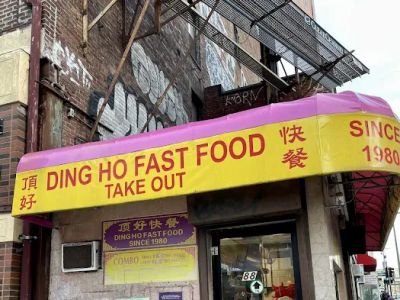 頂好
DING HO FAST FOOD
TAKE OUT
快餐
SINCE
1980
頂好快餐
DING HO FAST FOOD
SINCE 1980
COMBO
88